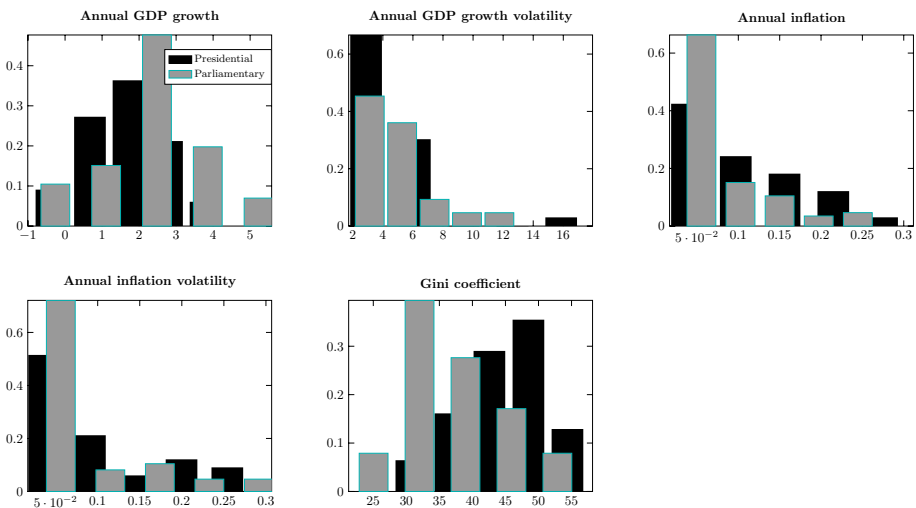 Annual GDP growth
0.4
0.3
0.2
0.1
0
−1 0 1 2 3 4 5
Presidential
Parliamentary
Annual GDP growth volatility
0.6
0.4
0.2
0
2 4 6 8 10 12 14 16
Annual inflation
0.6
0.4
0.2
0
5 · 10⁻² 0.1 0.15 0.2 0.25 0.3
Annual inflation volatility
0.6
0.4
0.2
0
5 · 10⁻² 0.1 0.15 0.2 0.25 0.3
Gini coefficient
0.3
0.2
0.1
0
25 30 35 40 45 50 55